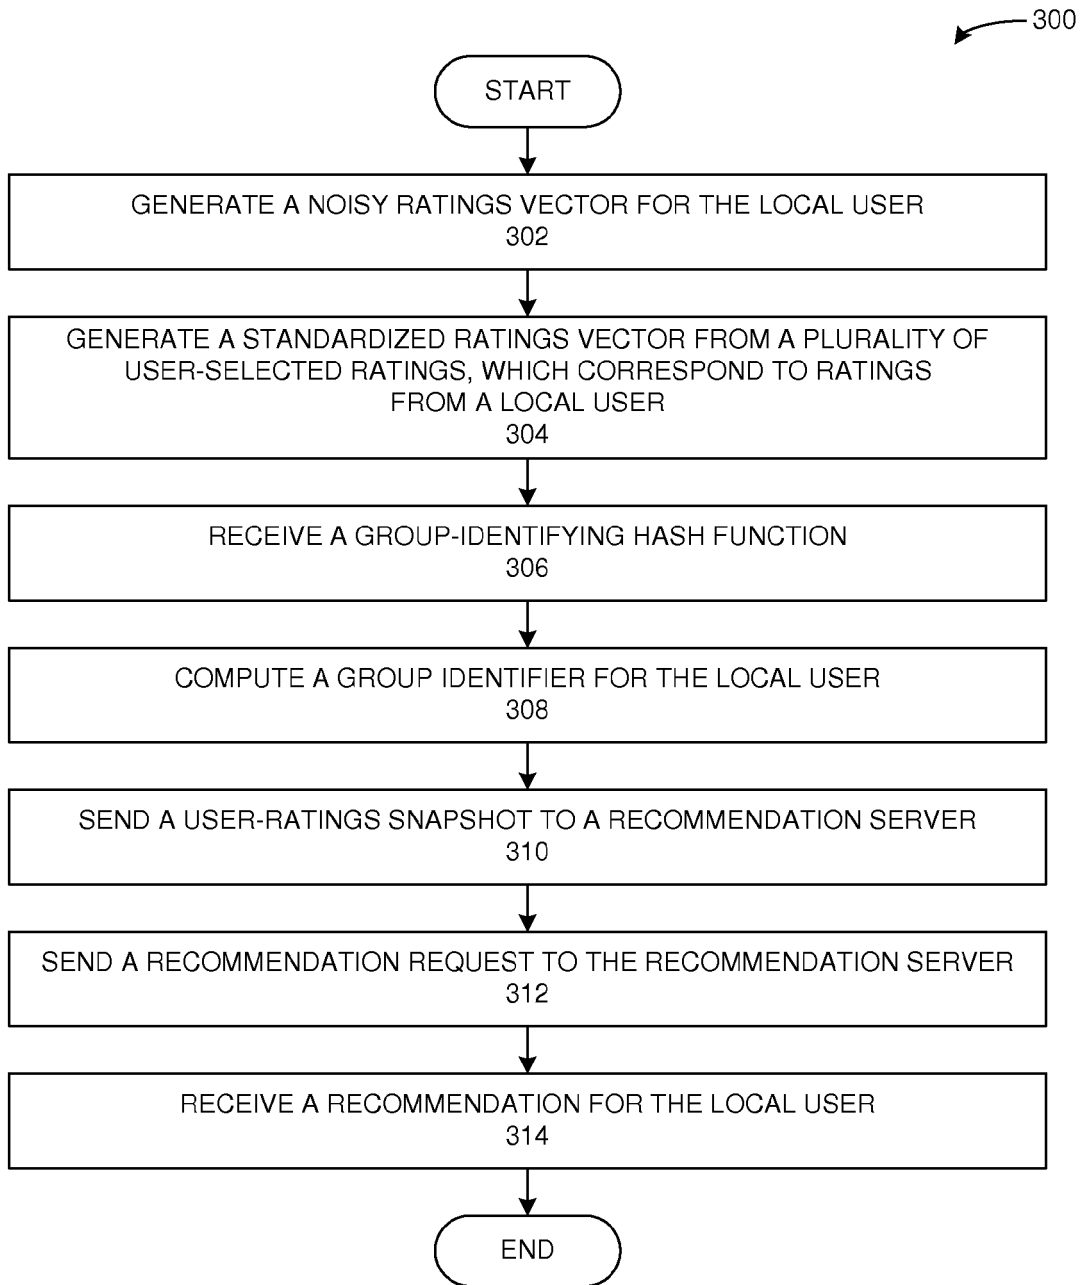 300
START
GENERATE A NOISY RATINGS VECTOR FOR THE LOCAL USER
302
GENERATE A STANDARDIZED RATINGS VECTOR FROM A PLURALITY OF
USER-SELECTED RATINGS, WHICH CORRESPOND TO RATINGS
FROM A LOCAL USER
304
RECEIVE A GROUP-IDENTIFYING HASH FUNCTION
306
COMPUTE A GROUP IDENTIFIER FOR THE LOCAL USER
308
SEND A USER-RATINGS SNAPSHOT TO A RECOMMENDATION SERVER
310
SEND A RECOMMENDATION REQUEST TO THE RECOMMENDATION SERVER
312
RECEIVE A RECOMMENDATION FOR THE LOCAL USER
314
END